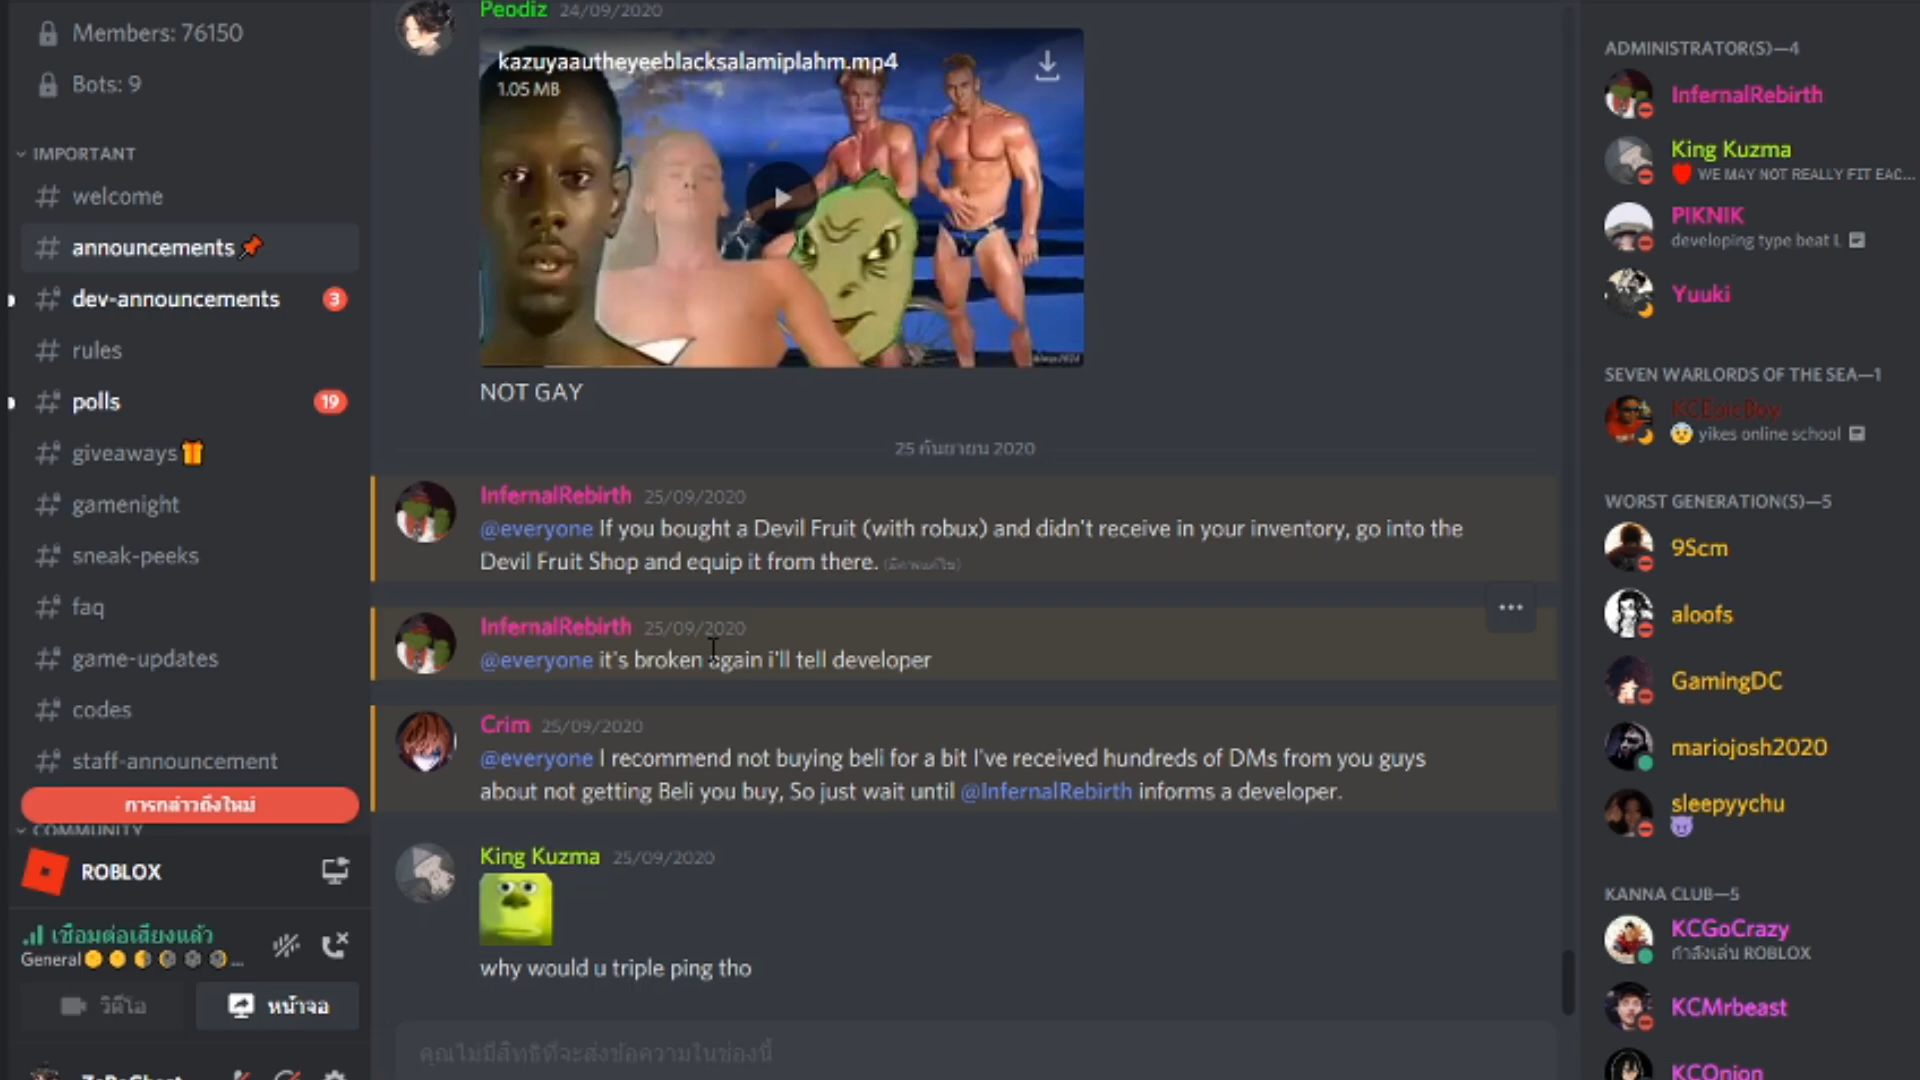 Members: 76150
Bots: 9
IMPORTANT
welcome
announcements
dev-announcements
3
rules
polls
19
giveaways
gamenight
sneak-peeks
faq
game-updates
codes
staff-announcement
การกล่าวถึงใหม่
COMMUNITY
ROBLOX
เชื่อมต่อเสียงแล้ว
General
...
วิดีโอ
หน้าจอ
Peodiz 24/09/2020
kazuyaautheyeeblacksalamiplahm.mp4
1.05 MB
NOT GAY
25 กันยายน 2020
InfernalRebirth 25/09/2020
@everyone If you bought a Devil Fruit (with robux) and didn't receive in your inventory, go into the
Devil Fruit Shop and equip it from there. (มีการแก้ไข)
InfernalRebirth 25/09/2020
@everyone it's broken again i'll tell developer
Crim 25/09/2020
@everyone I recommend not buying beli for a bit I've received hundreds of DMs from you guys
about not getting Beli you buy, So just wait until @InfernalRebirth informs a developer.
King Kuzma 25/09/2020
why would u triple ping tho
คุณไม่มีสิทธิที่จะส่งข้อความในช่องนี้
ADMINISTRATOR(S)—4
InfernalRebirth
King Kuzma
WE MAY NOT REALLY FIT EAC...
PIKNIK
developing type beat L
Yuuki
SEVEN WARLORDS OF THE SEA—1
KCEpicBoy
yikes online school
WORST GENERATION(S)—5
9Scm
aloofs
GamingDC
mariojosh2020
sleepyychu
KANNA CLUB—5
KCGoCrazy
กำลังเล่น ROBLOX
KCMrbeast
KCOnion